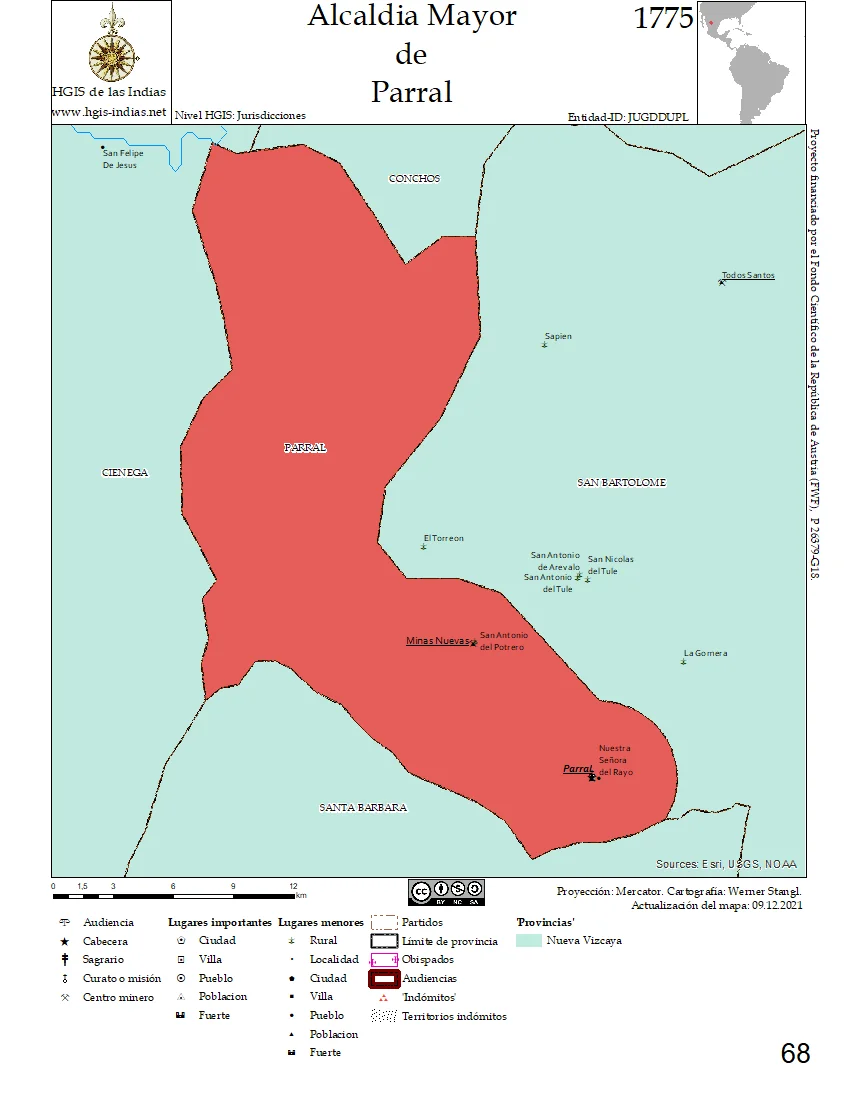 Alcaldia Mayor
de
Parral
1775
HGIS de las Indias
www.hgis-indias.net
Nivel HGIS: Jurisdicciones
Entidad-ID: JUGDDUPL
Proyecto financiado por el Fondo Científico de la República de Austria (FWF), P 26379-G18.
San Felipe
De Jesus
CONCHOS
Todos Santos
Sapien
PARRAL
CIENEGA
SAN BARTOLOME
El Torreon
San Antonio
de Arevalo
San Nicolas
del Tule
San Antonio
del Tule
Minas Nuevas
San Antonio
del Potrero
La Gomera
Nuestra
Señora
del Rayo
Parral
SANTA BARBARA
Sources: Esri, USGS, NOAA
0 1,5 3 6 9 12
km
CC BY NC SA
Proyección: Mercator. Cartografía: Werner Stangl.
Actualización del mapa: 09.12.2021
Audiencia
Cabecera
Sagrario
Curato o misión
Centro minero
Lugares importantes
Ciudad
Villa
Pueblo
Poblacion
Fuerte
Lugares menores
Rural
Localidad
Ciudad
Villa
Pueblo
Poblacion
Fuerte
Partidos
Límite de provincia
Obispados
Audiencias
'Indómitos'
Territorios indómitos
'Provincias'
Nueva Vizcaya
68